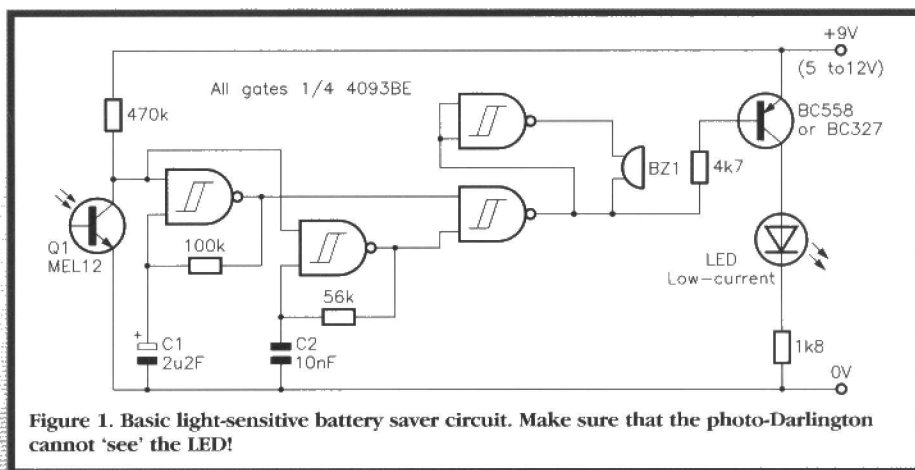 +9V
(5 to12V)
All gates 1/4 4093BE
470k
BC558
or BC327
BZ1
4k7
Q1
MEL12
100k
LED
Low-current
56k
+
C1
2u2F
C2
10nF
1k8
0V
Figure 1. Basic light-sensitive battery saver circuit. Make sure that the photo-Darlington
cannot 'see' the LED!